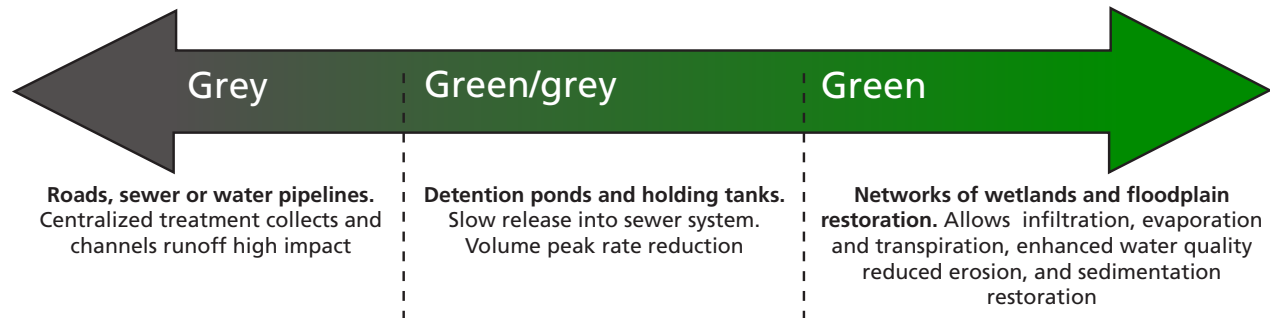 Grey
Green/grey
Green
Roads, sewer or water pipelines.
Centralized treatment collects and
channels runoff high impact
Detention ponds and holding tanks.
Slow release into sewer system.
Volume peak rate reduction
Networks of wetlands and floodplain
restoration. Allows infiltration, evaporation
and transpiration, enhanced water quality
reduced erosion, and sedimentation
restoration